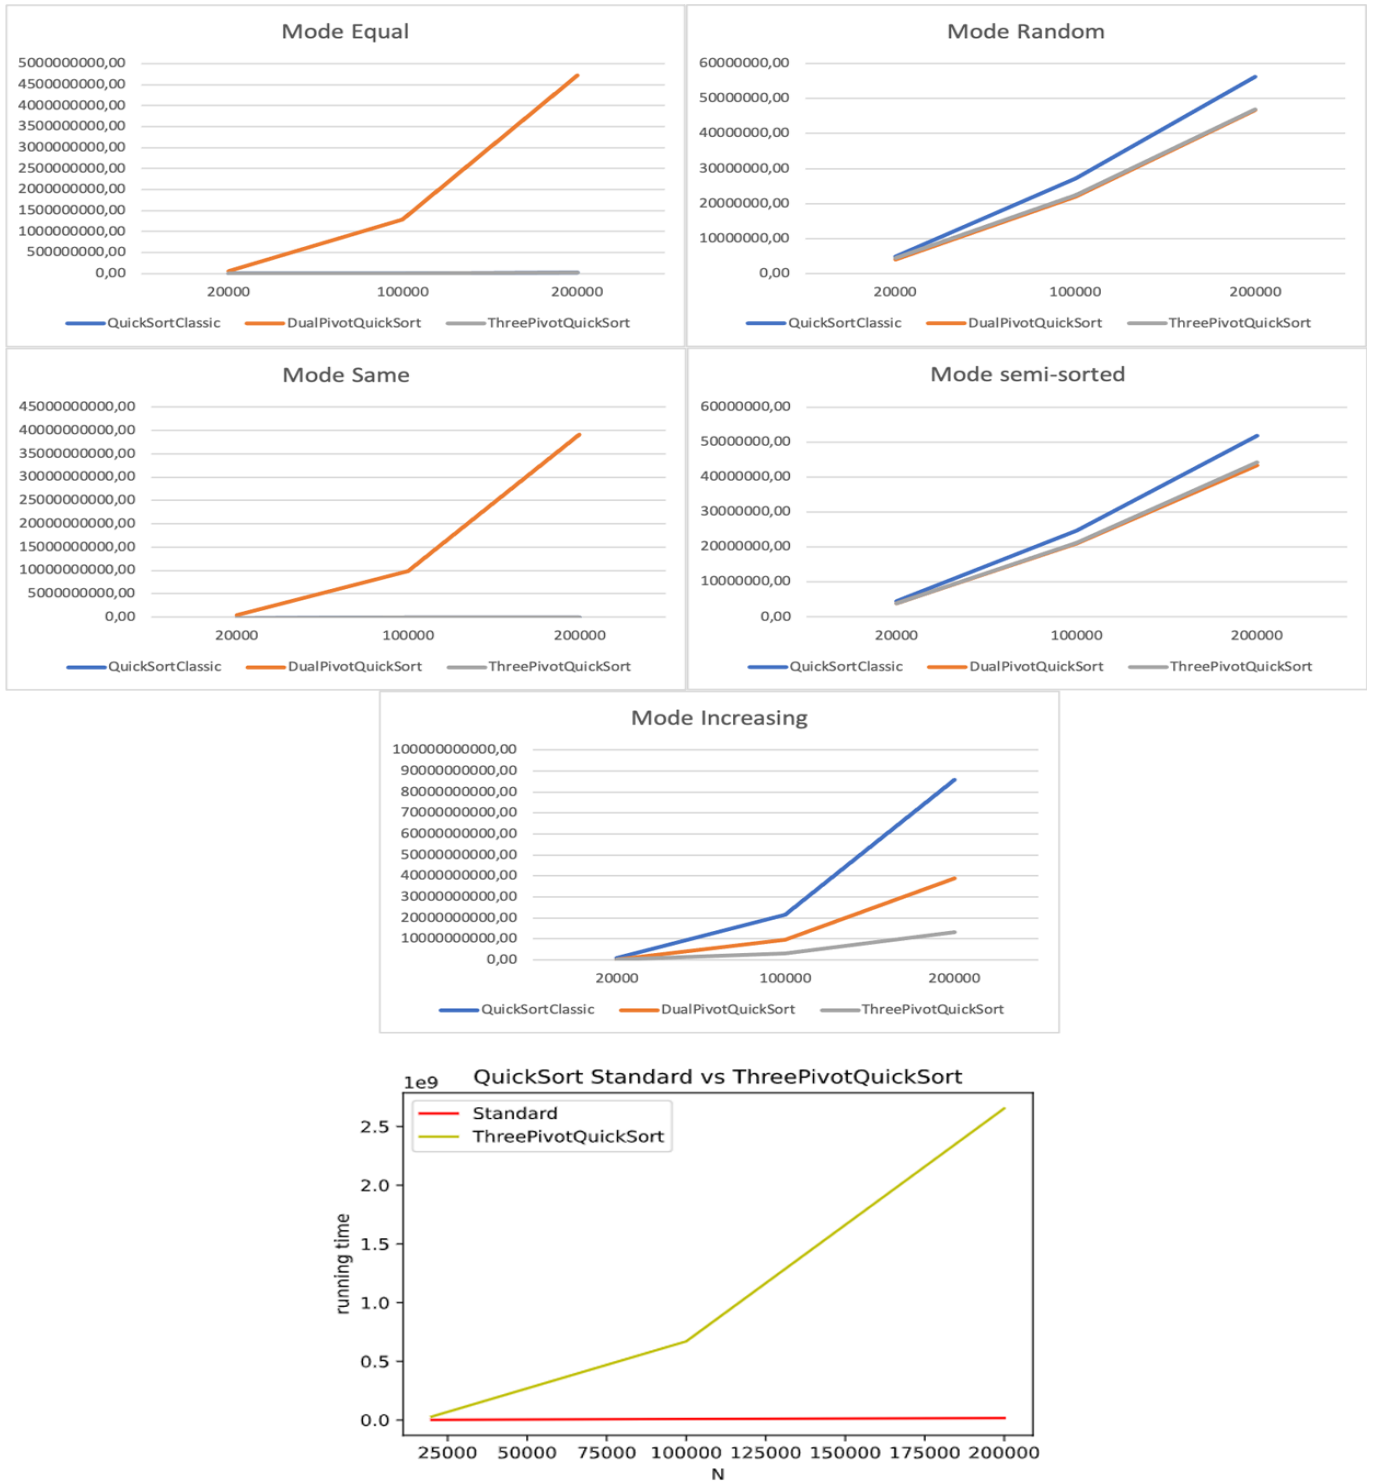 Mode Equal
5000000000,00
4500000000,00
4000000000,00
3500000000,00
3000000000,00
2500000000,00
2000000000,00
1500000000,00
1000000000,00
500000000,00
0,00
20000 100000 200000
QuickSortClassic DualPivotQuickSort ThreePivotQuickSort
Mode Random
60000000,00
50000000,00
40000000,00
30000000,00
20000000,00
10000000,00
0,00
20000 100000 200000
QuickSortClassic DualPivotQuickSort ThreePivotQuickSort
Mode Same
45000000000,00
40000000000,00
35000000000,00
30000000000,00
25000000000,00
20000000000,00
15000000000,00
10000000000,00
5000000000,00
0,00
20000 100000 200000
QuickSortClassic DualPivotQuickSort ThreePivotQuickSort
Mode semi-sorted
60000000,00
50000000,00
40000000,00
30000000,00
20000000,00
10000000,00
0,00
20000 100000 200000
QuickSortClassic DualPivotQuickSort ThreePivotQuickSort
Mode Increasing
100000000000,00
90000000000,00
80000000000,00
70000000000,00
60000000000,00
50000000000,00
40000000000,00
30000000000,00
20000000000,00
10000000000,00
0,00
20000 100000 200000
QuickSortClassic DualPivotQuickSort ThreePivotQuickSort
QuickSort Standard vs ThreePivotQuickSort
1e9
Standard
ThreePivotQuickSort
2.5
2.0
1.5
1.0
0.5
0.0
running time
25000 50000 75000 100000 125000 150000 175000 200000
N